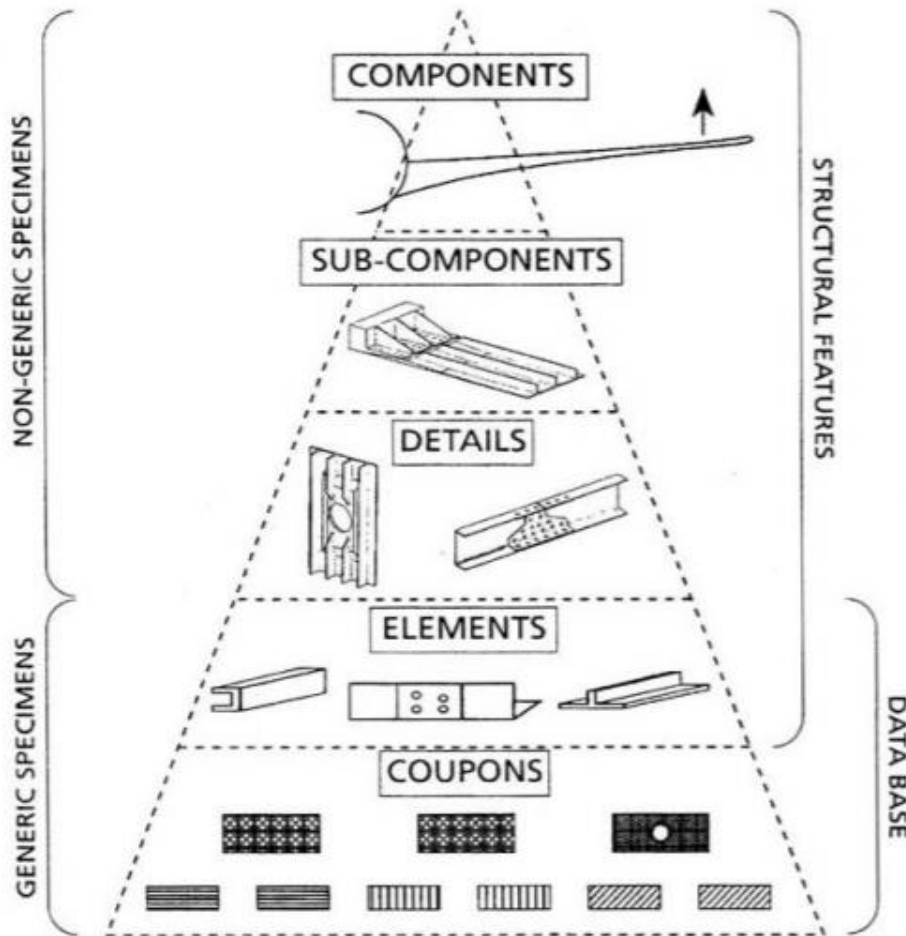 COMPONENTS
NON-GENERIC SPECIMENS
STRUCTURAL FEATURES
SUB-COMPONENTS
DETAILS
ELEMENTS
GENERIC SPECIMENS
DATA BASE
COUPONS